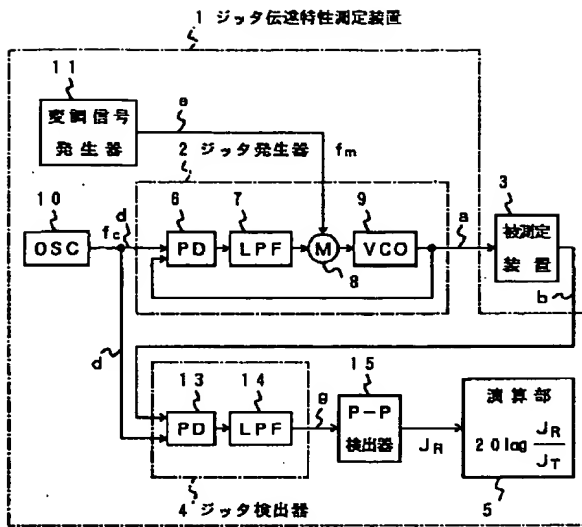 1 ジッタ伝達特性測定装置
11
変調信号
発生器
e
fm
2 ジッタ発生器
10
OSC
fc
d
6
PD
7
LPF
M
8
9
VCO
a
3
被測定
装置
b
d
13
PD
14
LPF
g
15
P-P
検出器
JR
演算部
20log JR
JT
4 ジッタ検出器
5